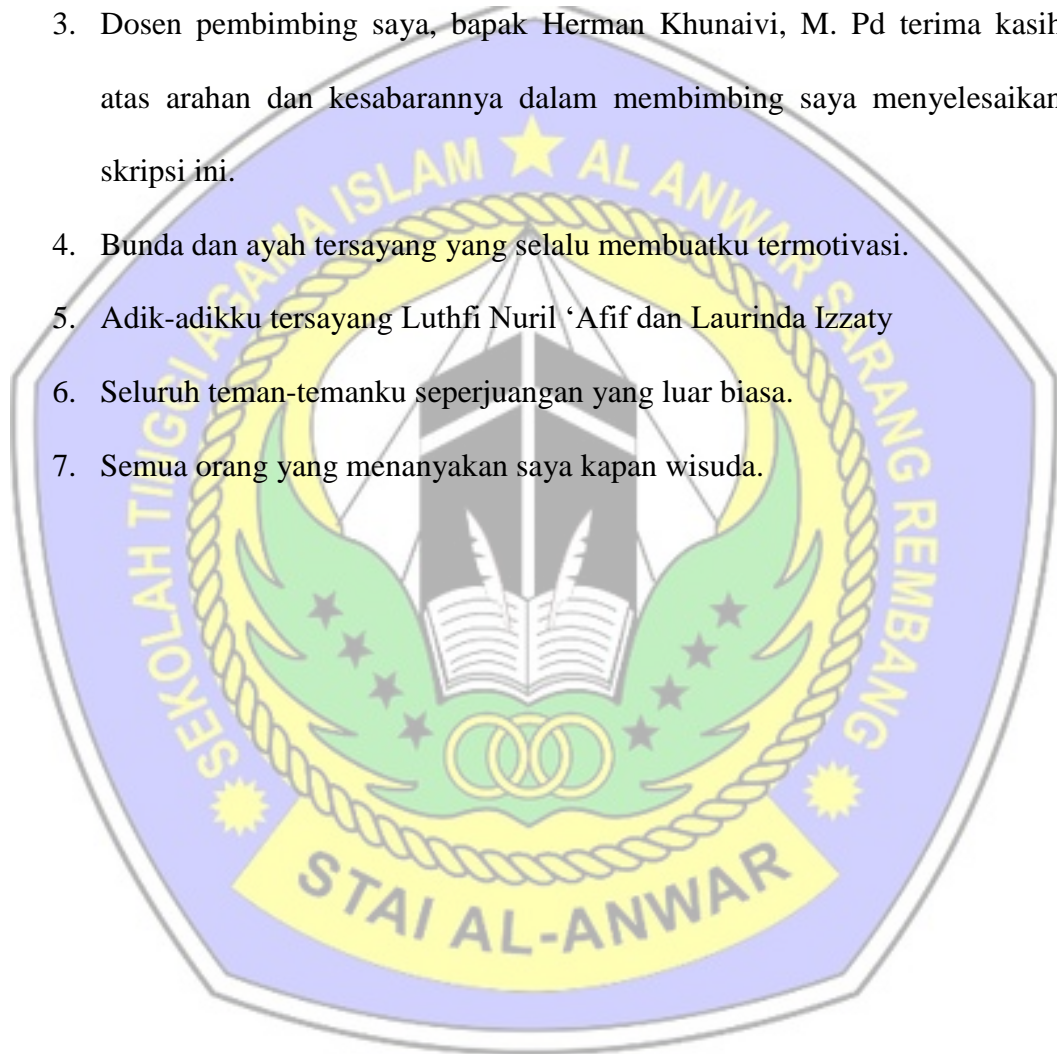 3. Dosen pembimbing saya, bapak Herman Khunaivi, M. Pd terima kasih
atas arahan dan kesabarannya dalam membimbing saya menyelesaikan
skripsi ini.
4. Bunda dan ayah tersayang yang selalu membuatku termotivasi.
5. Adik-adikku tersayang Luthfi Nuril ‘Afif dan Laurinda Izzaty
6. Seluruh teman-temanku seperjuangan yang luar biasa.
7. Semua orang yang menanyakan saya kapan wisuda.
SEKOLAH TINGGI AGAMA ISLAM AL ANWAR SARANG REMBANG
STAI AL-ANWAR